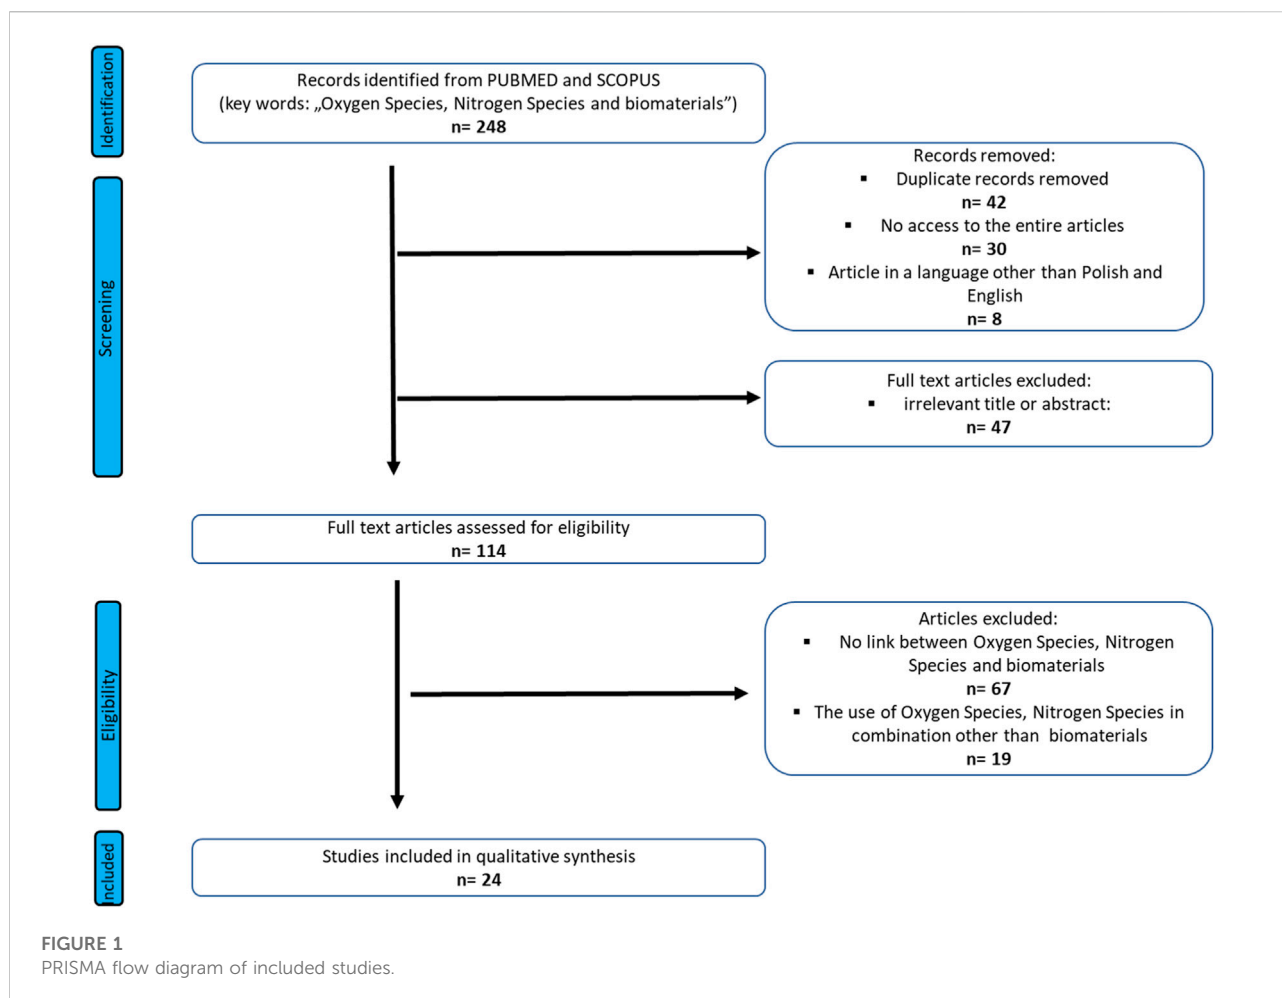 Identification
Records identified from PUBMED and SCOPUS
(key words: „Oxygen Species, Nitrogen Species and biomaterials”)
n= 248
Screening
Records removed:
▪ Duplicate records removed
n= 42
▪ No access to the entire articles
n= 30
▪ Article in a language other than Polish and
English
n= 8
Full text articles excluded:
▪ irrelevant title or abstract:
n= 47
Full text articles assessed for eligibility
n= 114
Eligibility
Articles excluded:
▪ No link between Oxygen Species, Nitrogen
Species and biomaterials
n= 67
▪ The use of Oxygen Species, Nitrogen Species in
combination other than biomaterials
n= 19
Included
Studies included in qualitative synthesis
n= 24
FIGURE 1
PRISMA flow diagram of included studies.